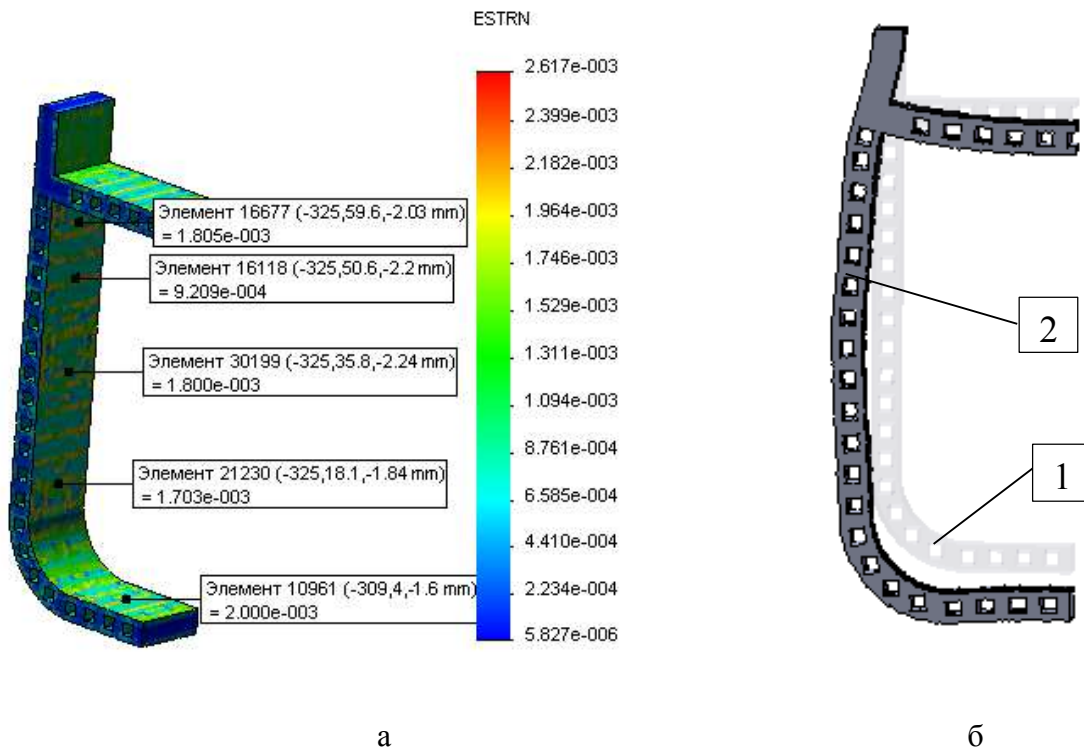 ESTRN
2.617e-003
2.399e-003
2.182e-003
1.964e-003
1.746e-003
1.529e-003
1.311e-003
1.094e-003
8.761e-004
6.585e-004
4.410e-004
2.234e-004
5.827e-006
Элемент 16677 (-325,59.6,-2.03 mm)
= 1.805e-003
Элемент 16118 (-325,50.6,-2.2 mm)
= 9.209e-004
Элемент 30199 (-325,35.8,-2.24 mm)
= 1.800e-003
Элемент 21230 (-325,18.1,-1.84 mm)
= 1.703e-003
Элемент 10961 (-309,4,-1.6 mm)
= 2.000e-003
2
1
а
б